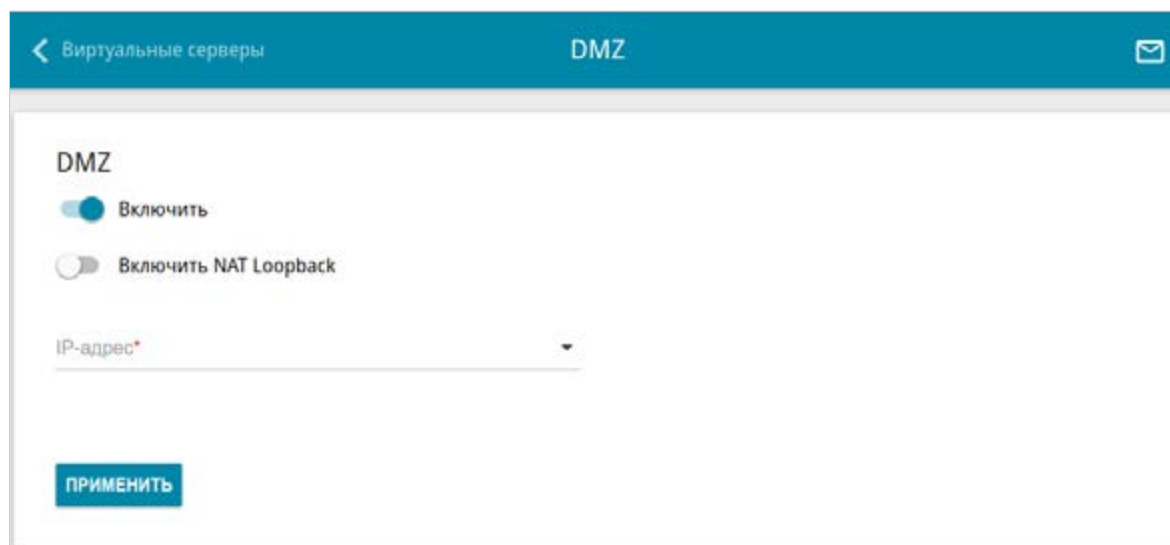 Виртуальные серверы
DMZ
DMZ
Включить
Включить NAT Loopback
IP-адрес*
ПРИМЕНИТЬ